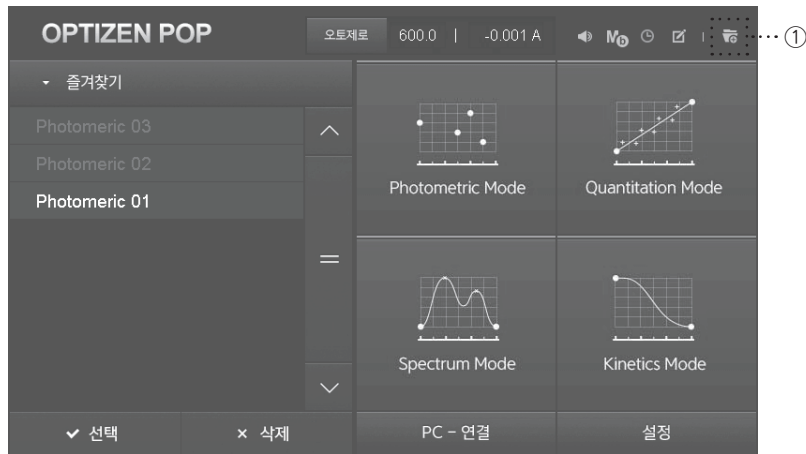 OPTIZEN POP
오토제로 600.0 | -0.001 A
M b
①
즐겨찾기
Photomeric 03
Photomeric 02
Photomeric 01
Photometric Mode
Quantitation Mode
Spectrum Mode
Kinetics Mode
✔ 선택
× 삭제
PC - 연결
설정